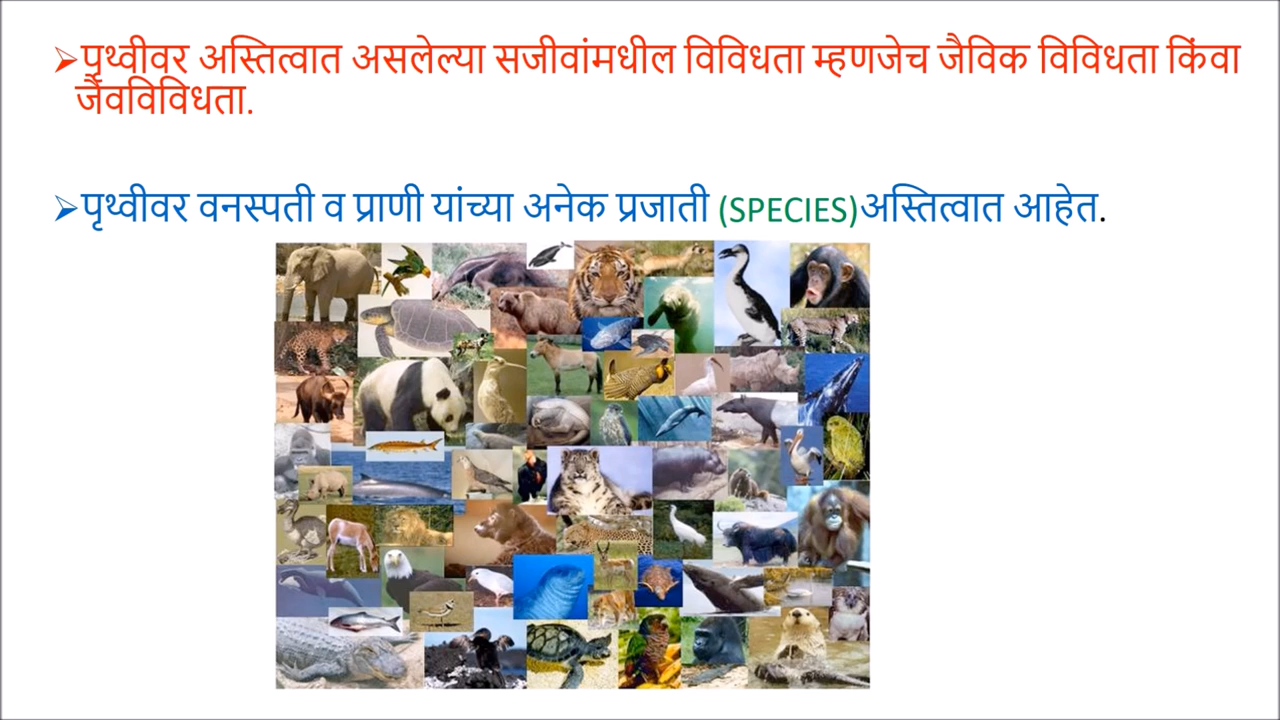 ➢पृथ्वीवर अस्तित्वात असलेल्या सजीवांमधील विविधता म्हणजेच जैविक विविधता किंवा
जैवविविधता.
➢पृथ्वीवर वनस्पती व प्राणी यांच्या अनेक प्रजाती (SPECIES)अस्तित्वात आहेत.